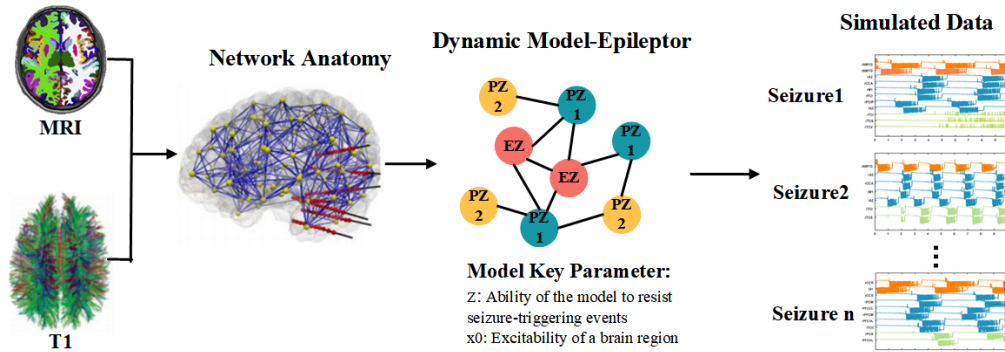 MRI
T1
Network Anatomy
Dynamic Model-Epileptor
PZ
2
PZ
1
EZ
PZ
1
EZ
PZ
2
PZ
1
PZ
2
Model Key Parameter:
Z: Ability of the model to resist
seizure-triggering events
x0: Excitability of a brain region
Simulated Data
Seizure1
Seizure2
Seizure n